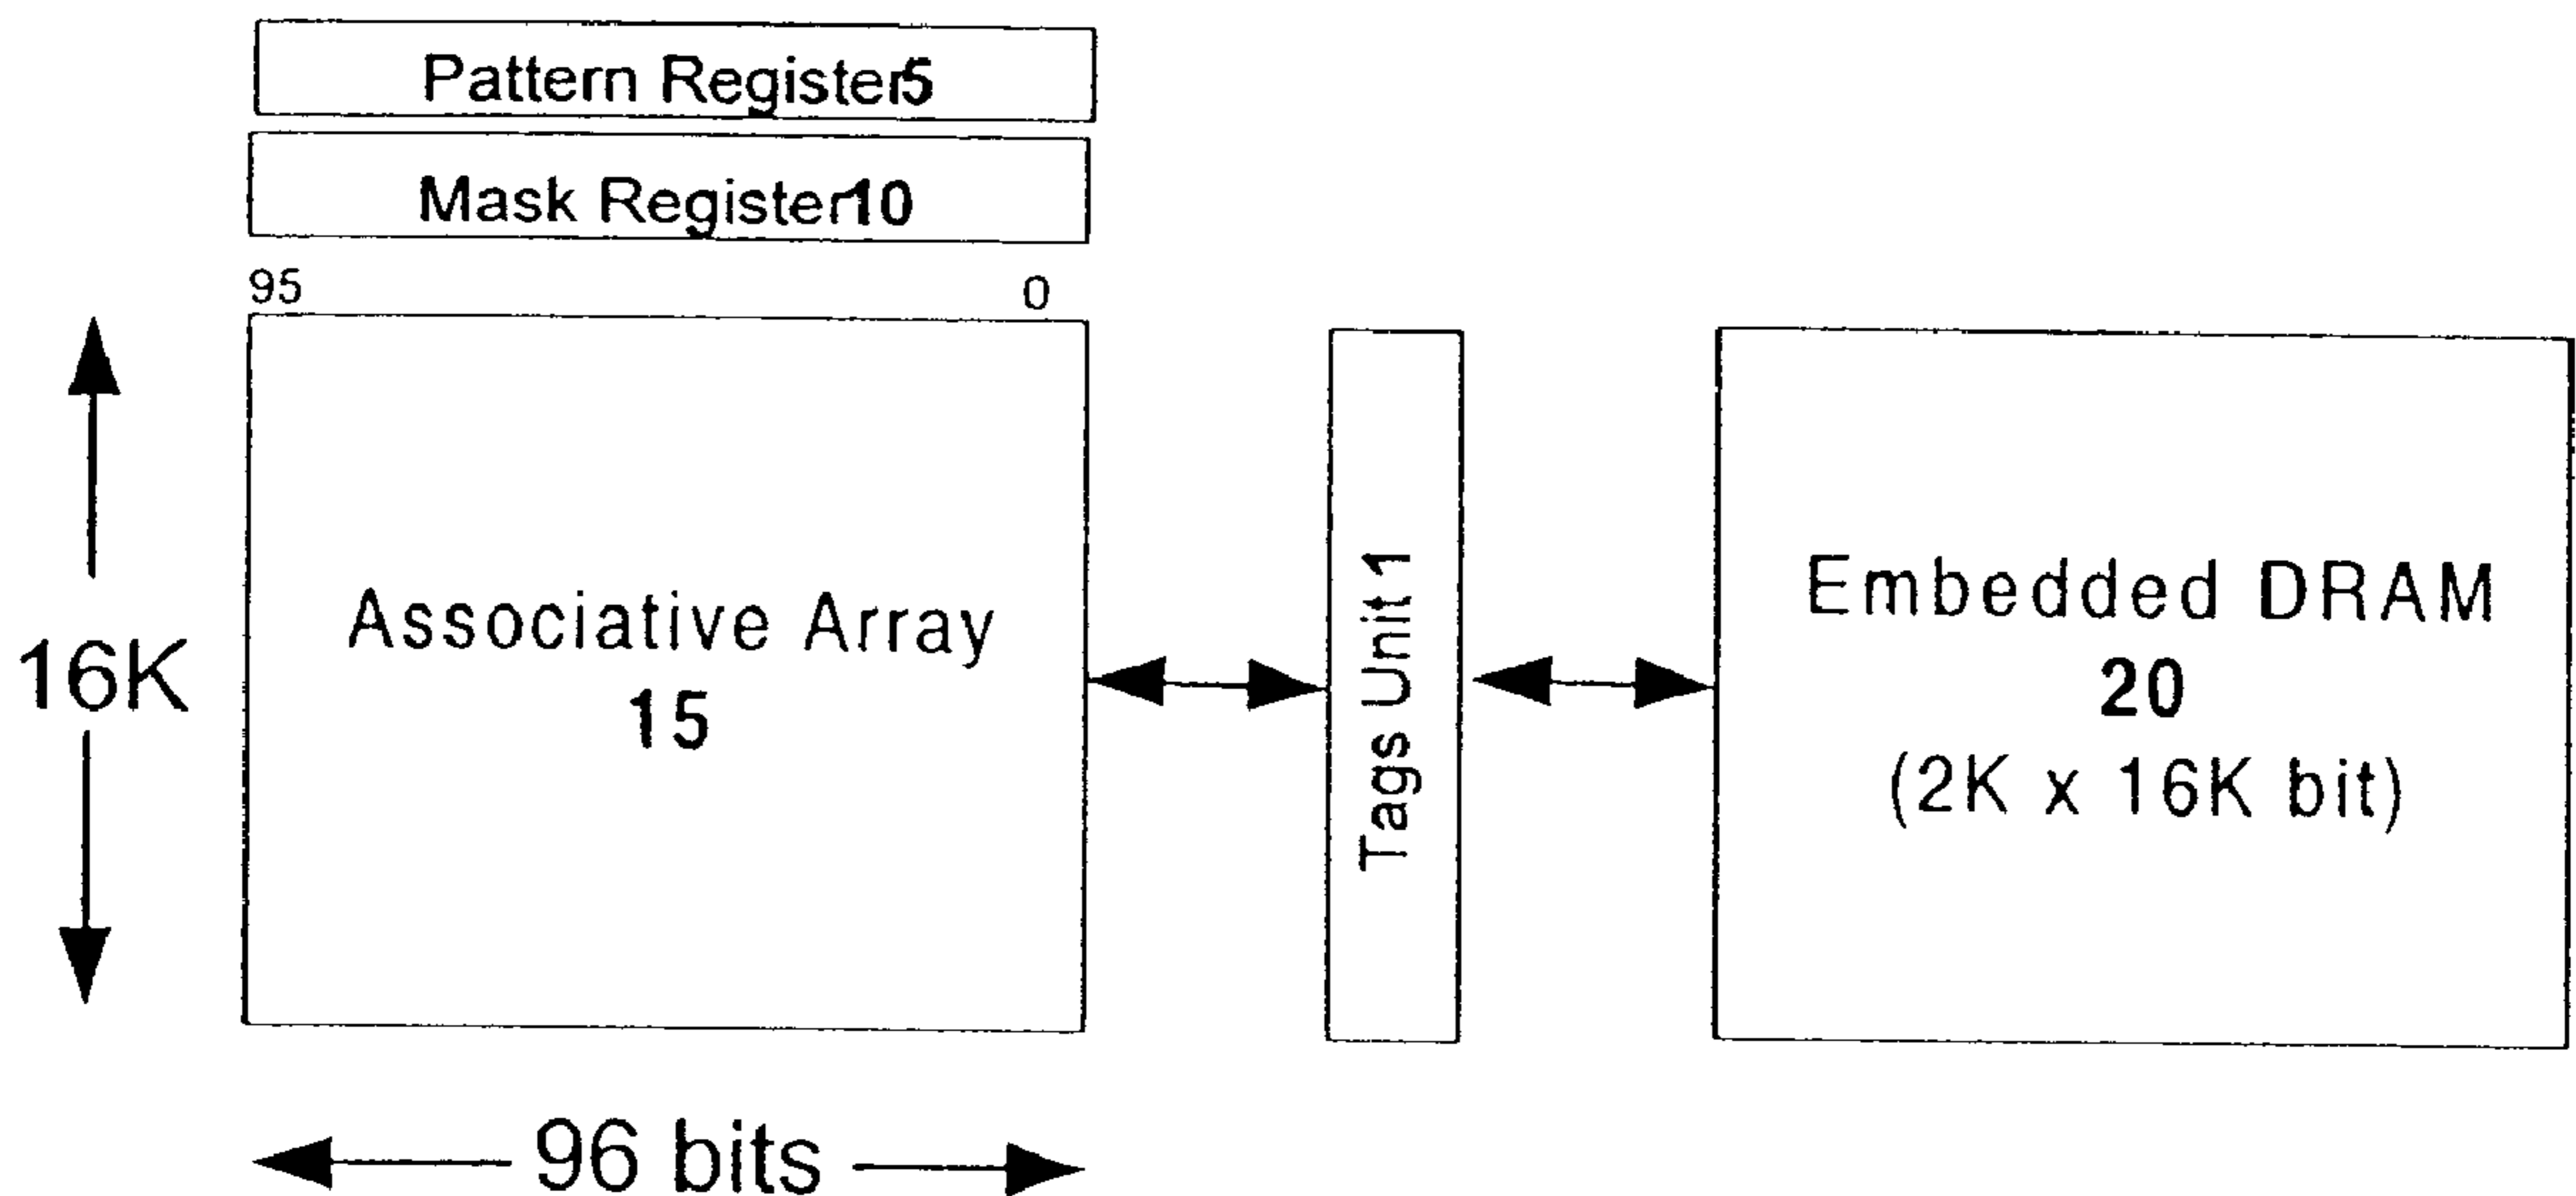 Pattern Register5
Mask Register10
95 0
16K
Associative Array
15
Tags Unit 1
Embedded DRAM
20
(2K x 16K bit)
96 bits